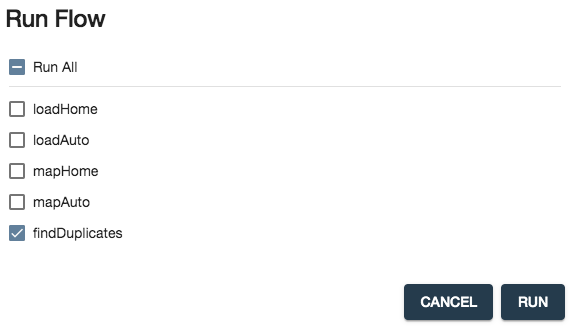 Run Flow
Run All
loadHome
loadAuto
mapHome
mapAuto
findDuplicates
CANCEL RUN